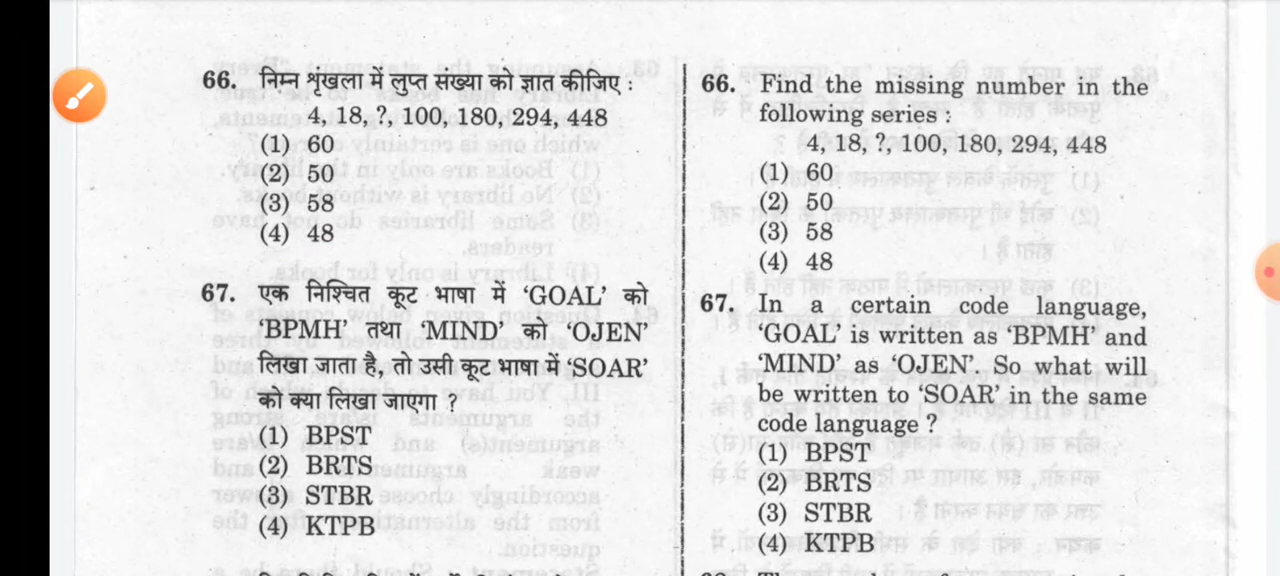 66. निम्न शृंखला में लुप्त संख्या को ज्ञात कीजिए :
4, 18, ?, 100, 180, 294, 448
(1) 60
(2) 50
(3) 58
(4) 48
67. एक निश्चित कूट भाषा में ‘GOAL’ को
‘BPMH’ तथा ‘MIND’ को ‘OJEN’
लिखा जाता है, तो उसी कूट भाषा में ‘SOAR’
को क्या लिखा जाएगा ?
(1) BPST
(2) BRTS
(3) STBR
(4) KTPB
66. Find the missing number in the
following series :
4, 18, ?, 100, 180, 294, 448
(1) 60
(2) 50
(3) 58
(4) 48
67. In a certain code language,
‘GOAL’ is written as ‘BPMH’ and
‘MIND’ as ‘OJEN’. So what will
be written to ‘SOAR’ in the same
code language ?
(1) BPST
(2) BRTS
(3) STBR
(4) KTPB